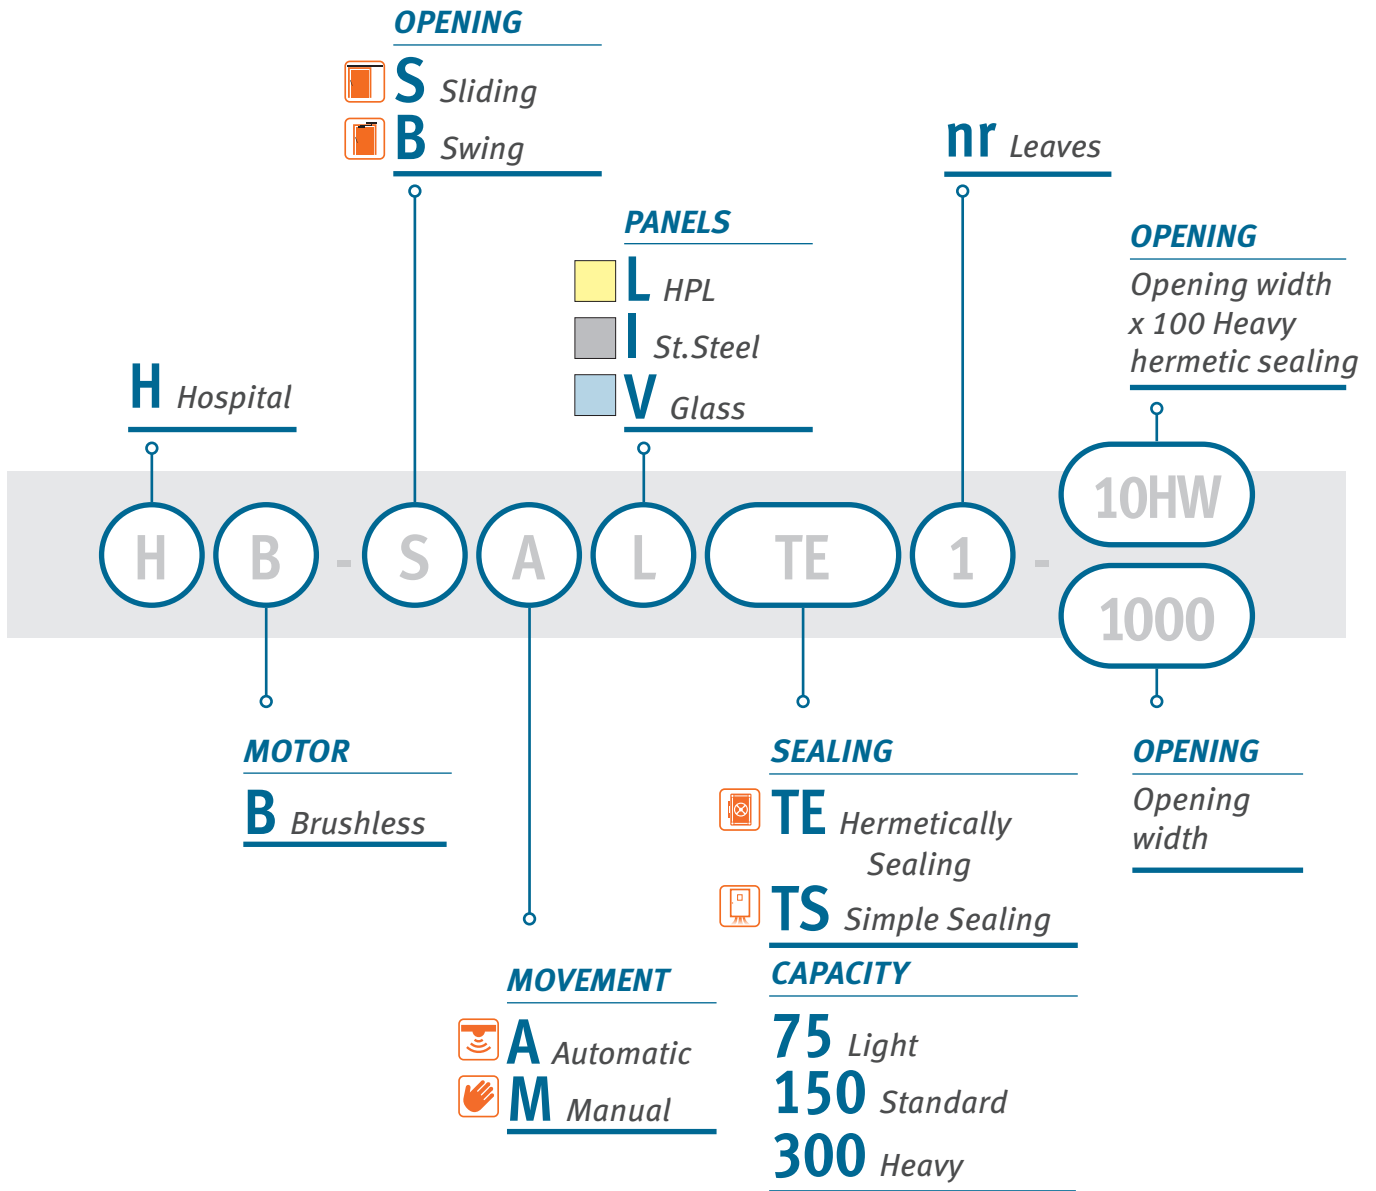 OPENING
S Sliding
B Swing
nr Leaves
PANELS
L HPL
I St.Steel
V Glass
OPENING
Opening width
x 100 Heavy
hermetic sealing
H Hospital
H B - S A L TE 1 - 10HW
1000
MOTOR
B Brushless
SEALING
TE Hermetically
Sealing
TS Simple Sealing
OPENING
Opening
width
MOVEMENT
A Automatic
M Manual
CAPACITY
75 Light
150 Standard
300 Heavy